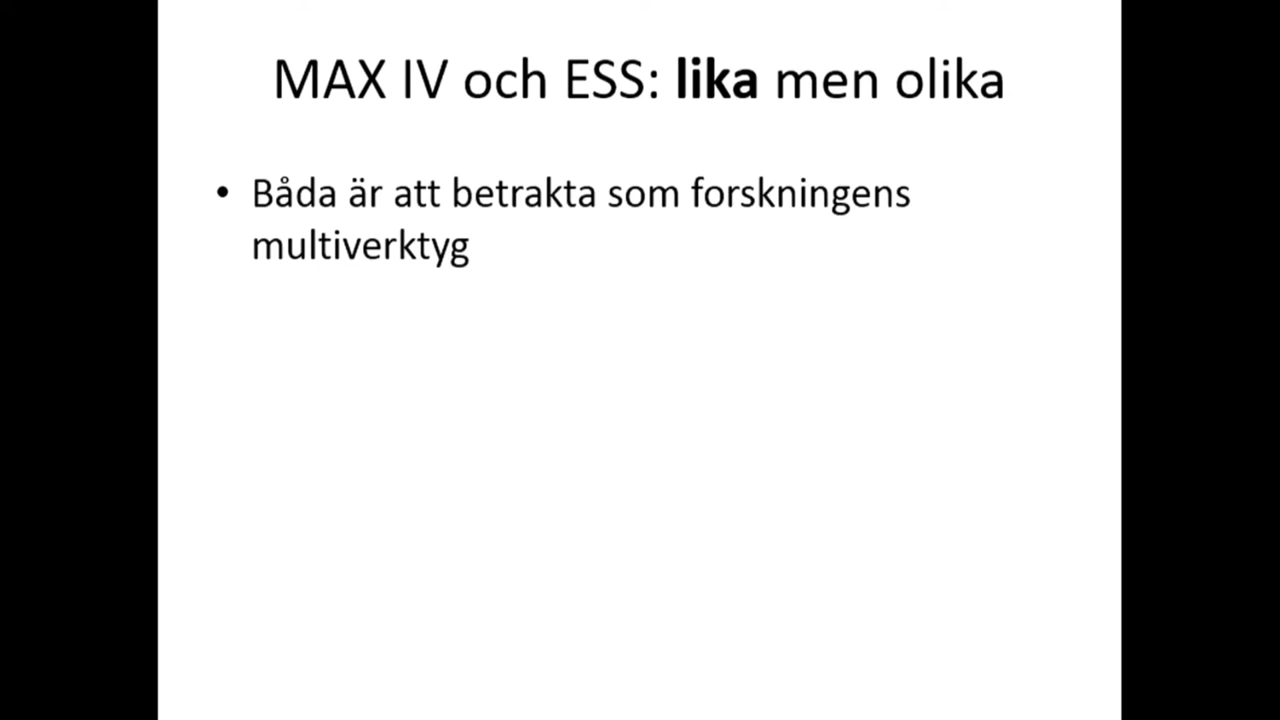 MAX IV och ESS: lika men olika
• Båda är att betrakta som forskningens
multiverktyg